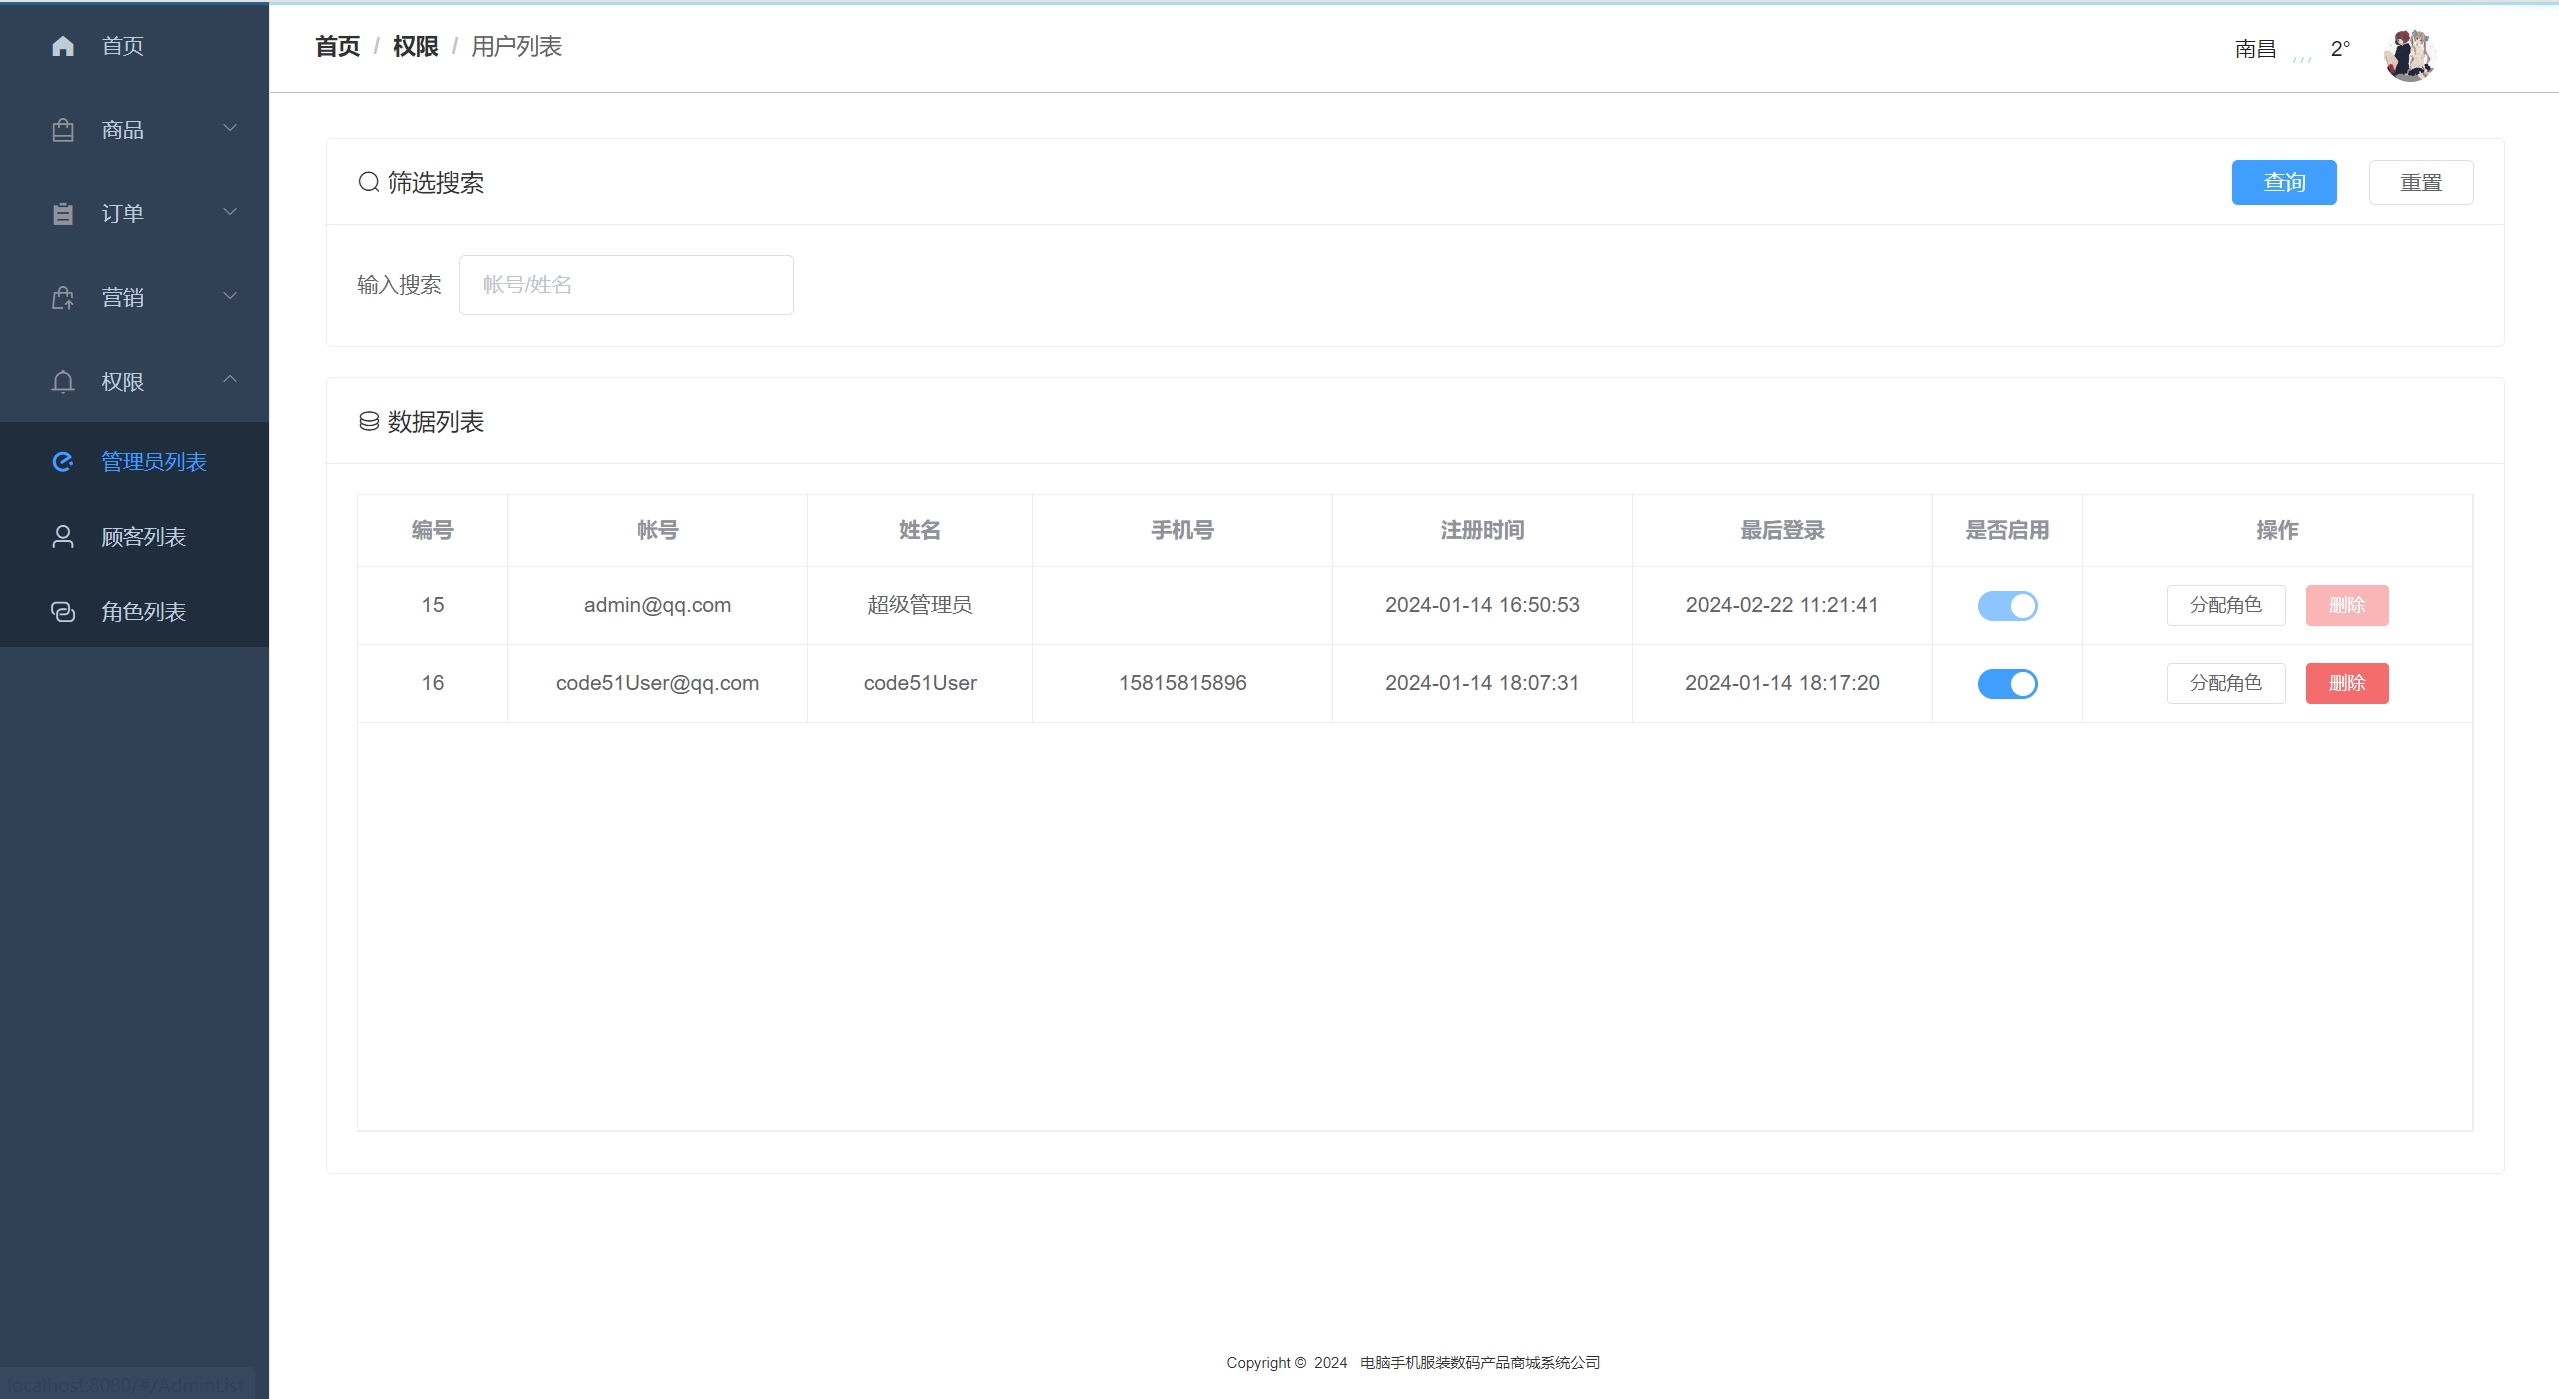 首页
商品
订单
营销
权限
管理员列表
顾客列表
角色列表
首页 / 权限 / 用户列表
南昌 2°
筛选搜索
查询 重置
输入搜索 帐号/姓名
数据列表
编号 帐号 姓名 手机号 注册时间 最后登录 是否启用 操作
15 admin@qq.com 超级管理员 2024-01-14 16:50:53 2024-02-22 11:21:41 分配角色 删除
16 code51User@qq.com code51User 15815815896 2024-01-14 18:07:31 2024-01-14 18:17:20 分配角色 删除
Copyright © 2024 电脑手机服装数码产品商城系统公司
localhost:8080/#/AdminList